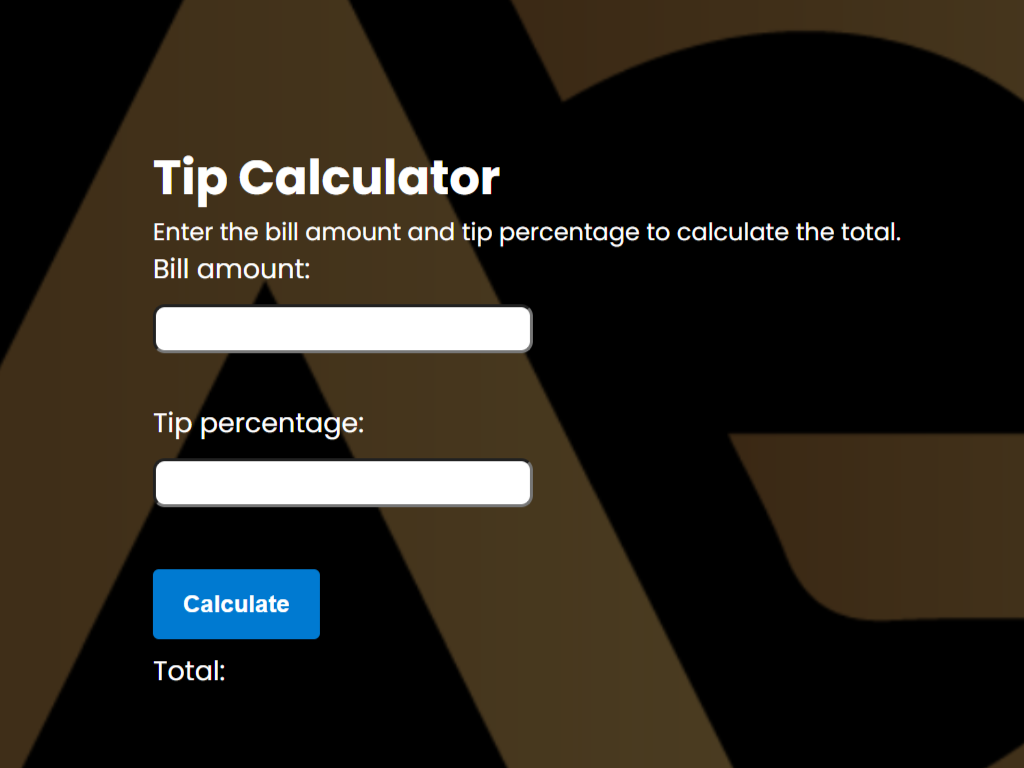 Tip Calculator
Enter the bill amount and tip percentage to calculate the total.
Bill amount:
Tip percentage:
Calculate
Total: